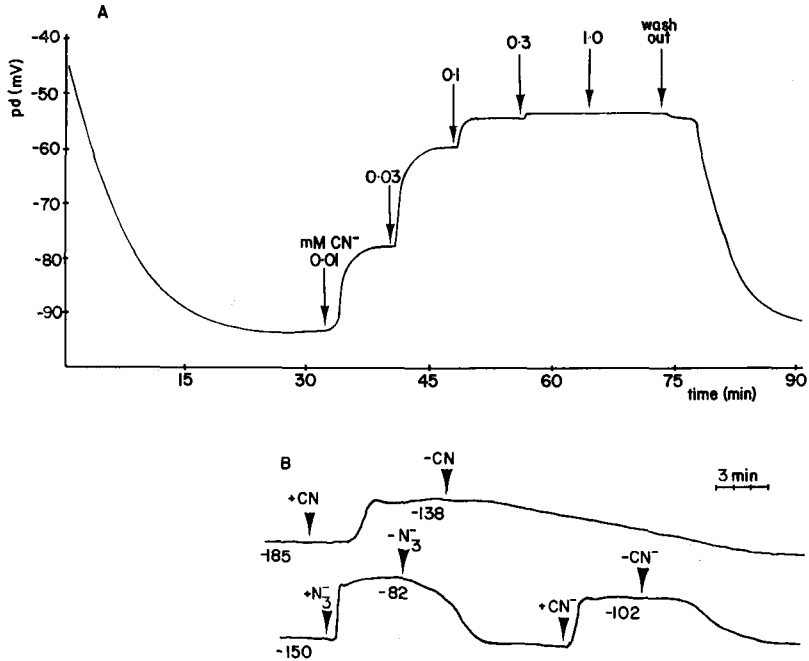 A
-40
-50
-60
-70
-80
-90
pd (mV)
mM CN⁻
0·01
0·03
0·1
0·3
1·0
wash
out
15
30
45
60
75
90
time (min)
B
3 min
+CN
-CN
-185
-138
+N₃⁻
-N₃⁻
+CN⁻
-CN⁻
-150
-82
-102